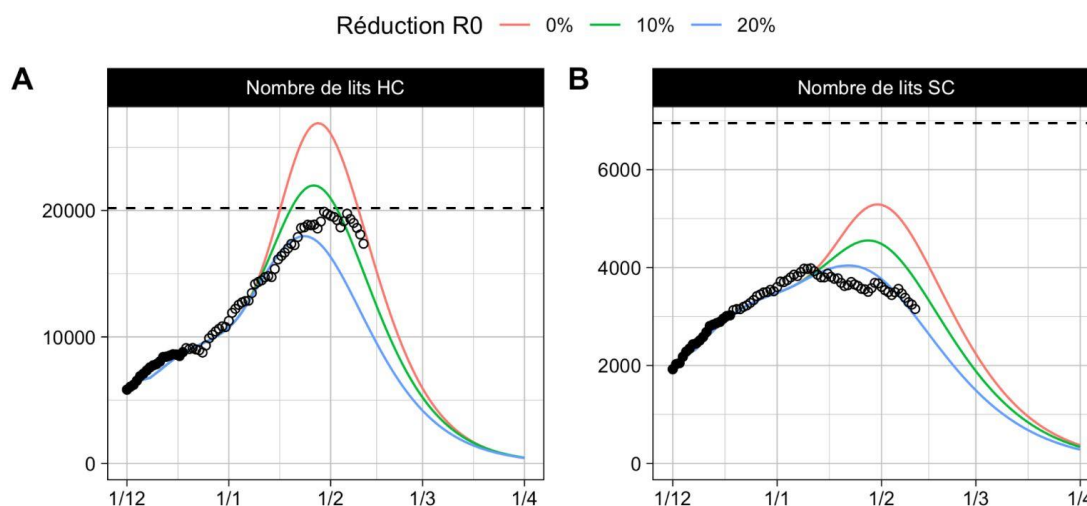 Réduction R0 0% 10% 20%
A
Nombre de lits HC
20000
10000
0
1/12 1/1 1/2 1/3 1/4
B
Nombre de lits SC
6000
4000
2000
0
1/12 1/1 1/2 1/3 1/4